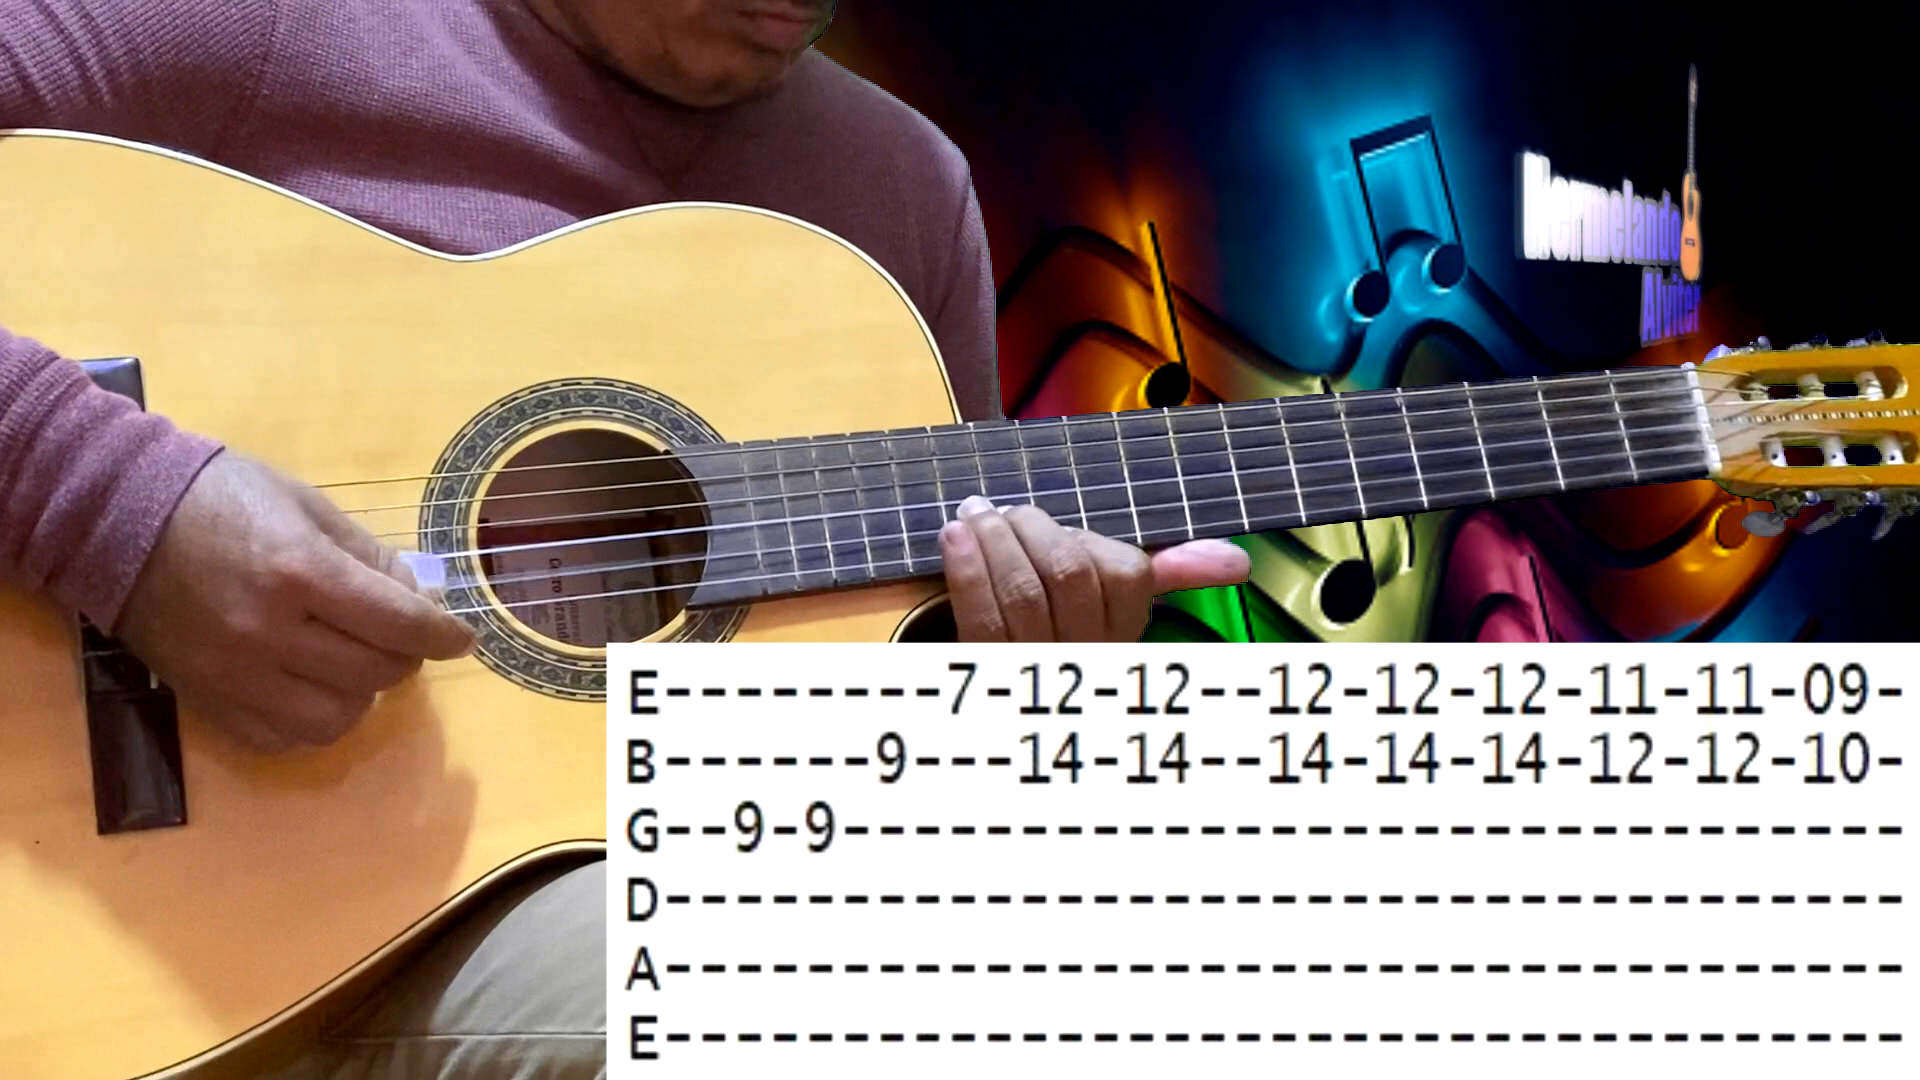 Hermelando
Alviter
E--------7-12-12--12-12-12-11-11-09-
B------9---14-14--14-14-14-12-12-10-
G--9-9------------------------------
D-----------------------------------
A-----------------------------------
E-----------------------------------